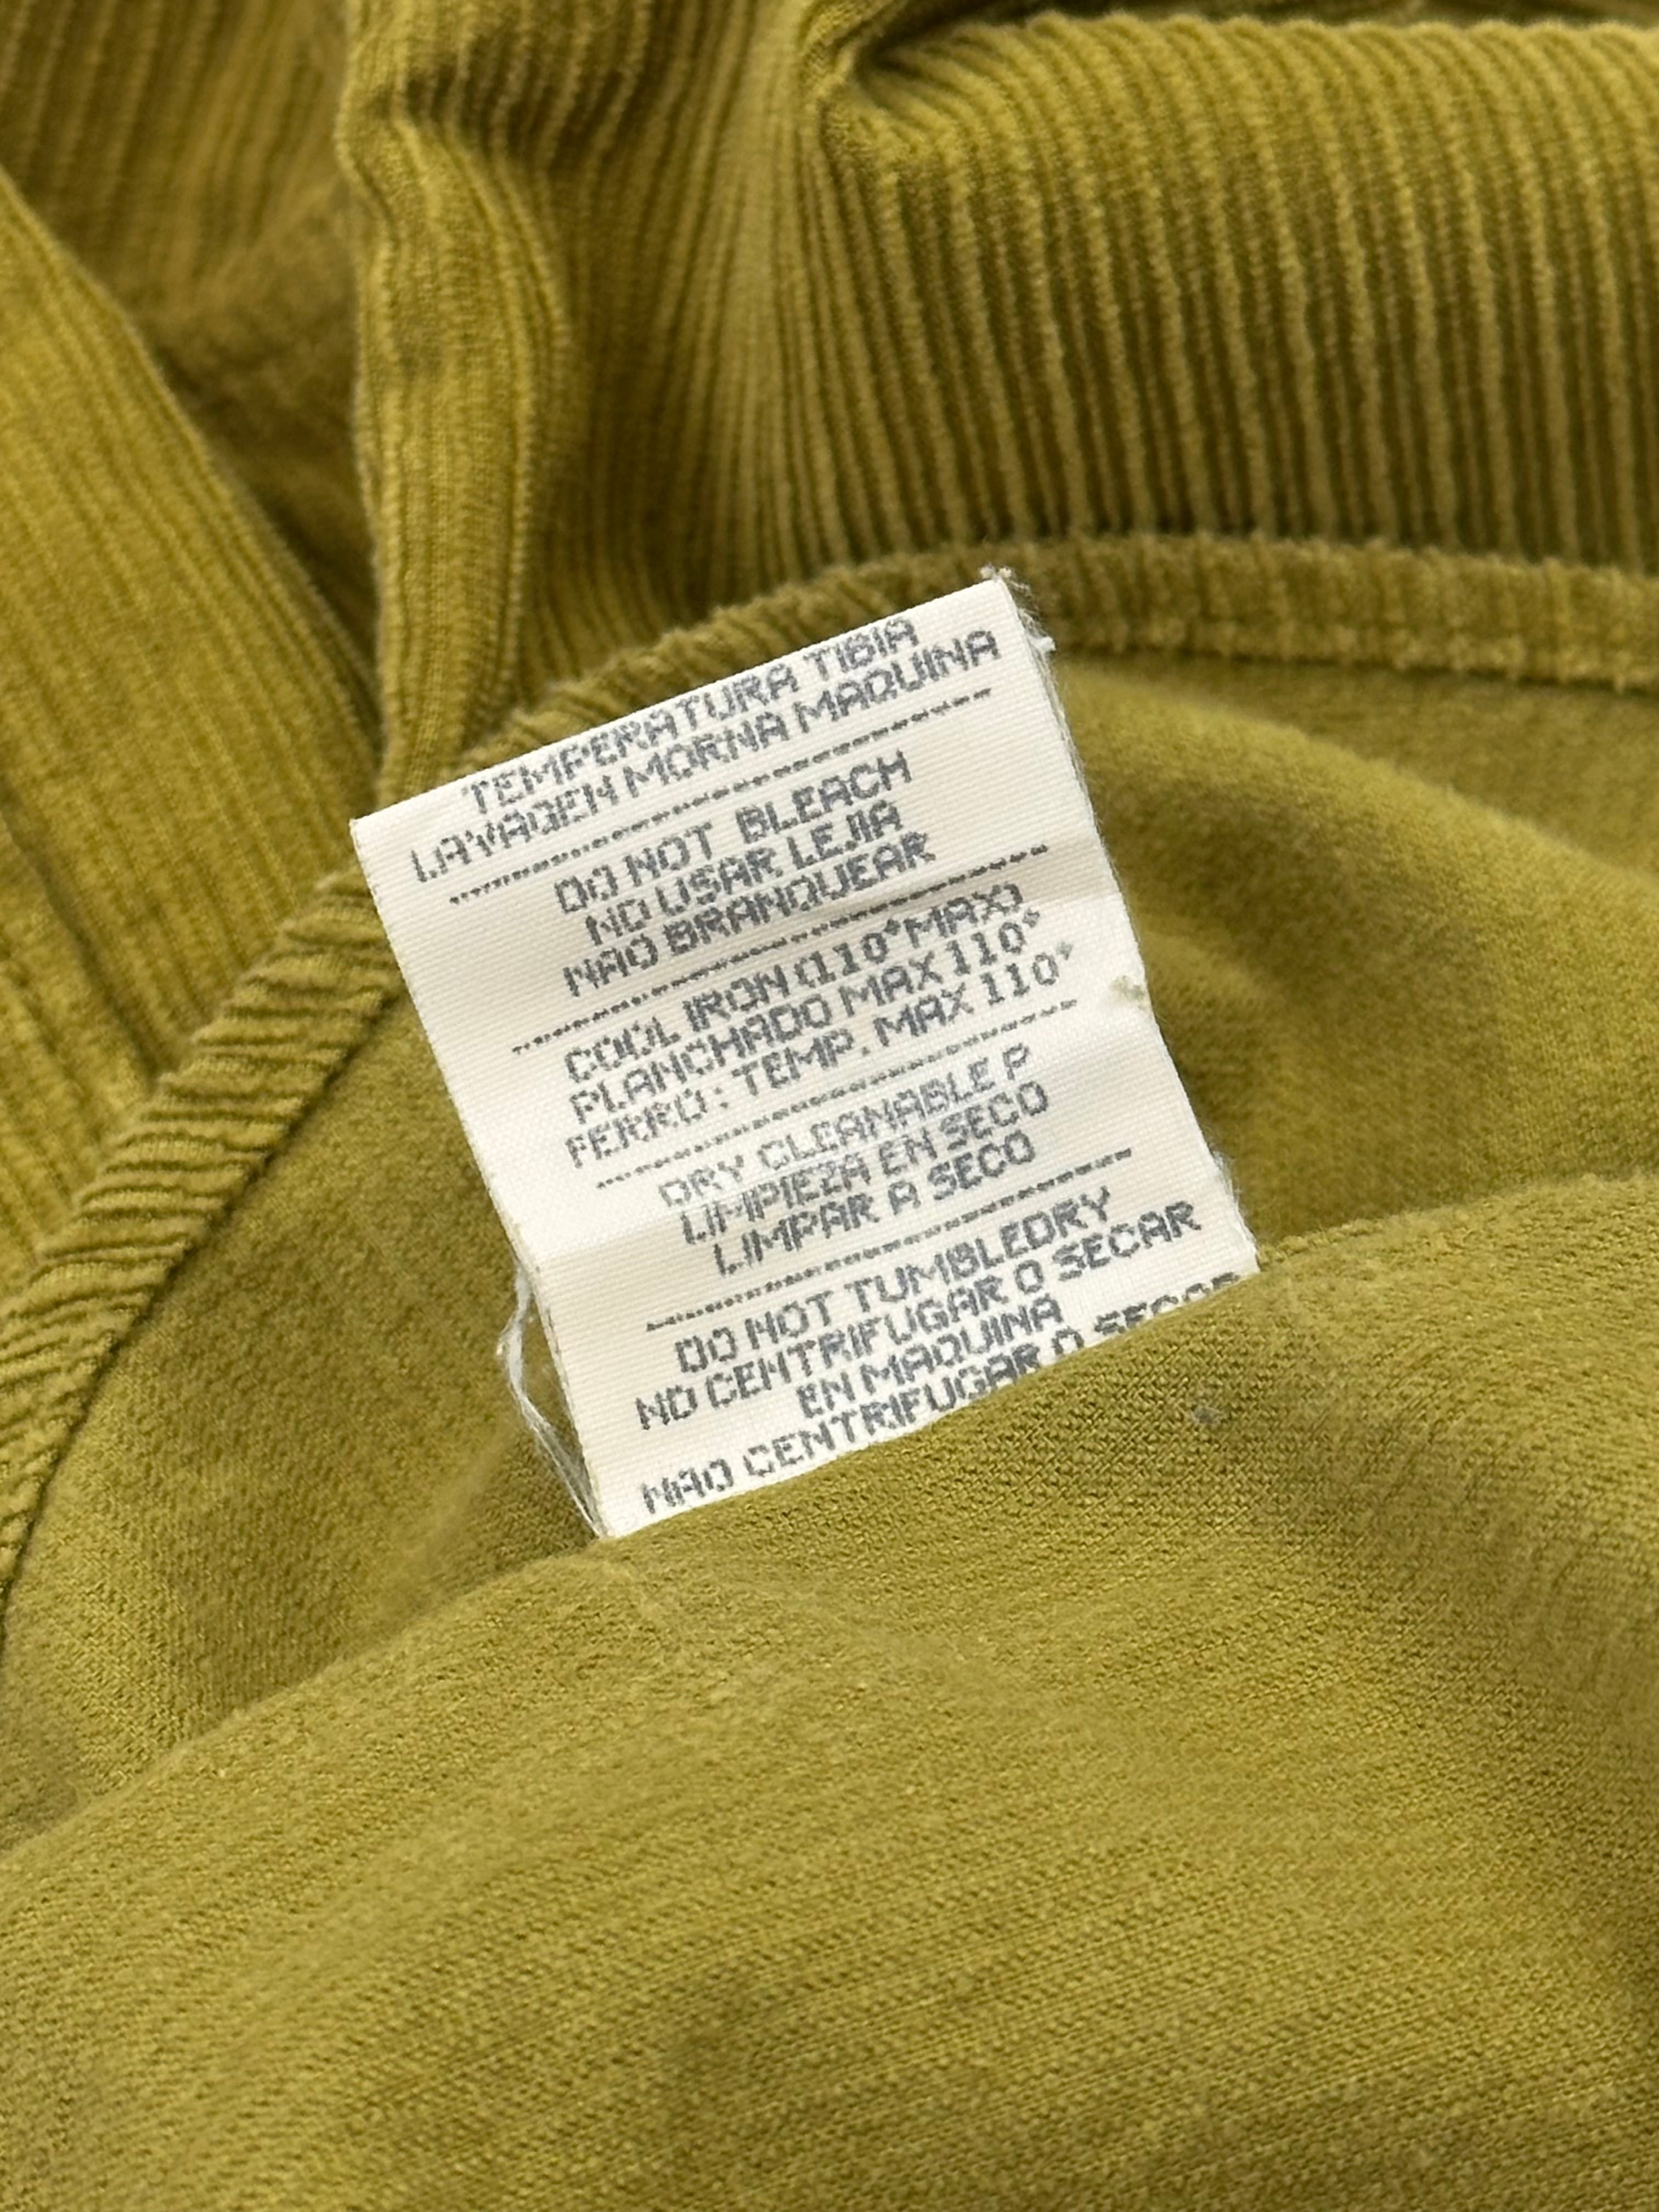 TEMPERATURA TIBIA
LAVAGEM MORNA MAQUINA
DO NOT BLEACH
NO USAR LEJIA
NAO BRANQUEAR
COOL IRON (110°MAX)
PLANCHADO MAX 110°
FERRO : TEMP. MAX 110°
DRY CLEANABLE P
LIMPIEZA EN SECO
LIMPAR A SECO
DO NOT TUMBLEDRY
NO CENTRIFUGAR O SECAR
EN MAQUINA
NAO CENTRIFUGAR O SECAR